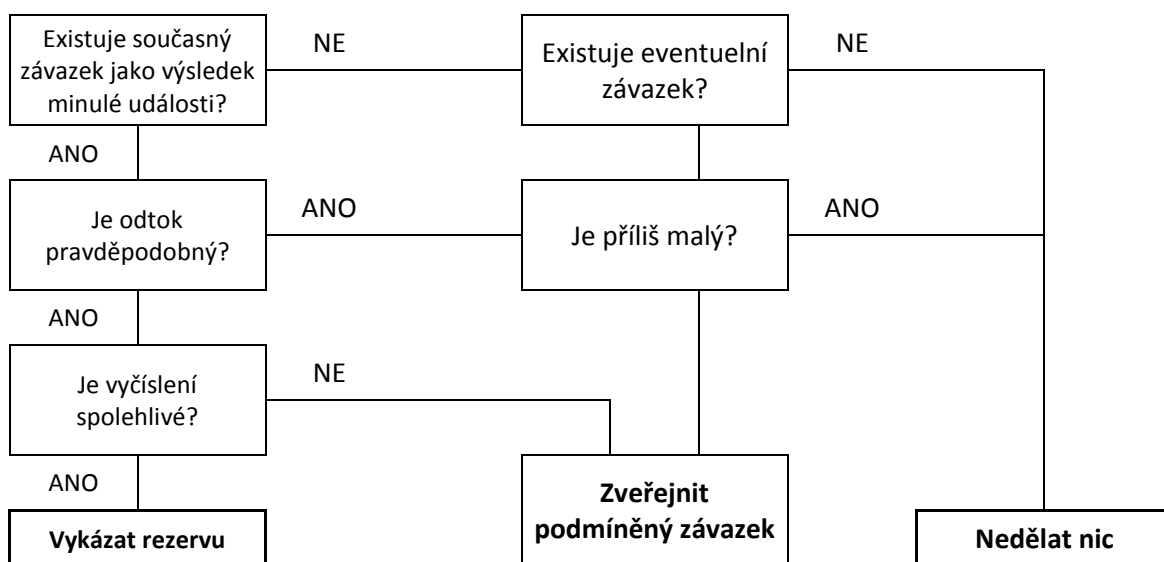 Existuje současný
závazek jako výsledek
minulé události?
NE
Existuje eventuelní
závazek?
NE
ANO
Je odtok
pravděpodobný?
ANO
Je příliš malý?
ANO
ANO
Je vyčíslení
spolehlivé?
NE
ANO
Vykázat rezervu
Zveřejnit
podmíněný závazek
Nedělat nic